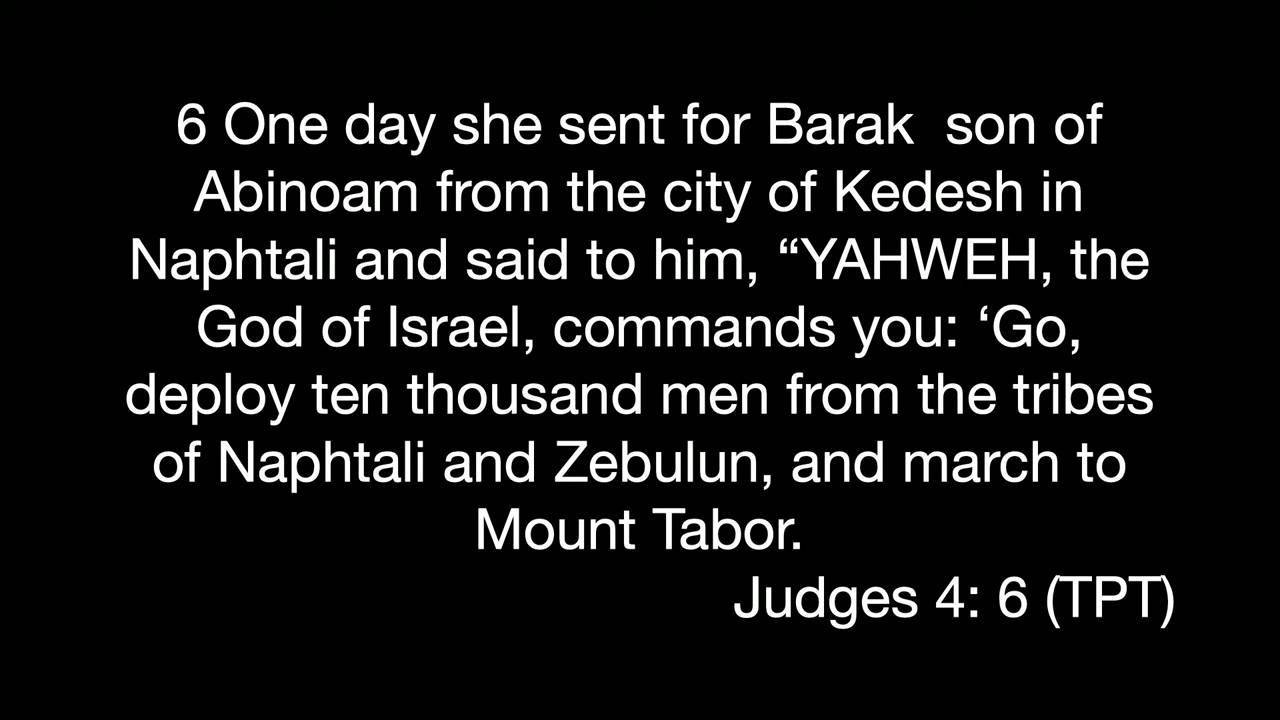 6 One day she sent for Barak  son of
Abinoam from the city of Kedesh in
Naphtali and said to him, “YAHWEH, the
God of Israel, commands you: ‘Go,
deploy ten thousand men from the tribes
of Naphtali and Zebulun, and march to
Mount Tabor.
Judges 4: 6 (TPT)